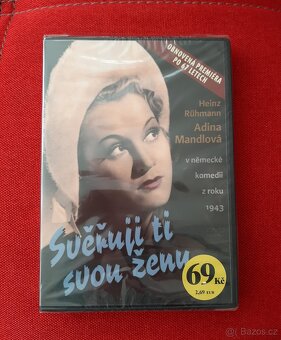 OBNOVENÁ PREMIÉRA
PO 67 LETECH
Heinz
Rühmann
Adina
Mandlová
v německé
komedii
z roku
1943
Svěřuji ti
svou ženu
69
Kč
2,69 EUR
Bazos.cz